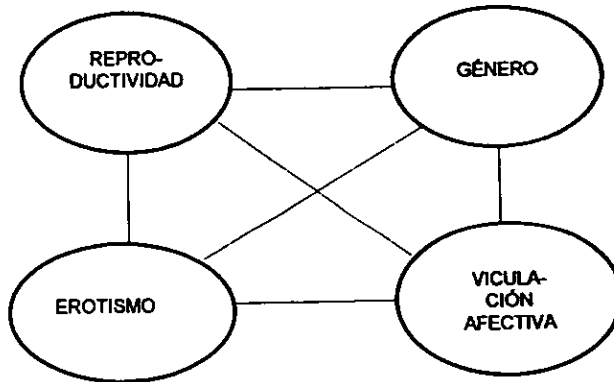 REPRO-
DUCTIVIDAD
GÉNERO
EROTISMO
VICULA-
CIÓN
AFECTIVA